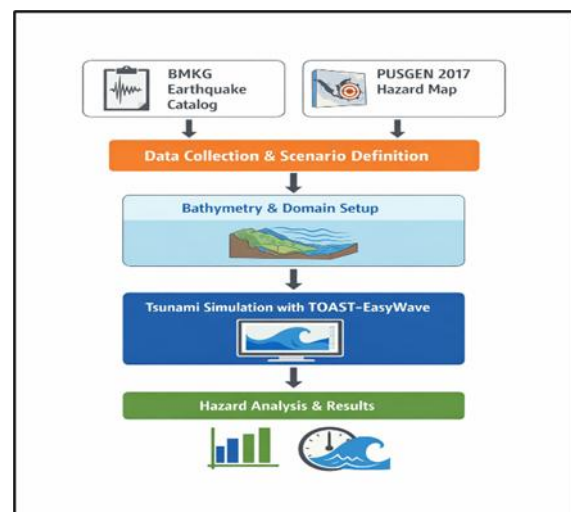 BMKG
Earthquake
Catalog
PUSGEN 2017
Hazard Map
Data Collection & Scenario Definition
Bathymetry & Domain Setup
Tsunami Simulation with TOAST-EasyWave
Hazard Analysis & Results